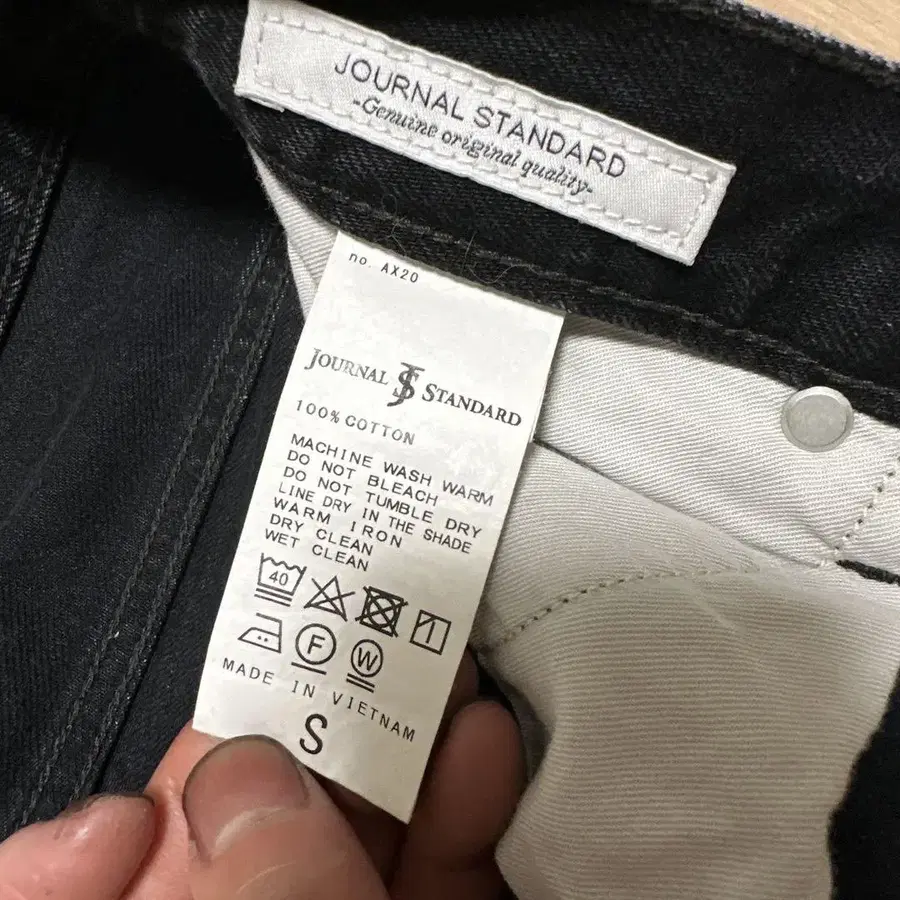 JOURNAL STANDARD
-Genuine original quality-
no. AX20
JOURNAL JS STANDARD
100% COTTON
MACHINE WASH WARM
DO NOT BLEACH
DO NOT TUMBLE DRY
LINE DRY IN THE SHADE
WARM IRON
DRY CLEAN
WET CLEAN
40
F W
MADE IN VIETNAM
S